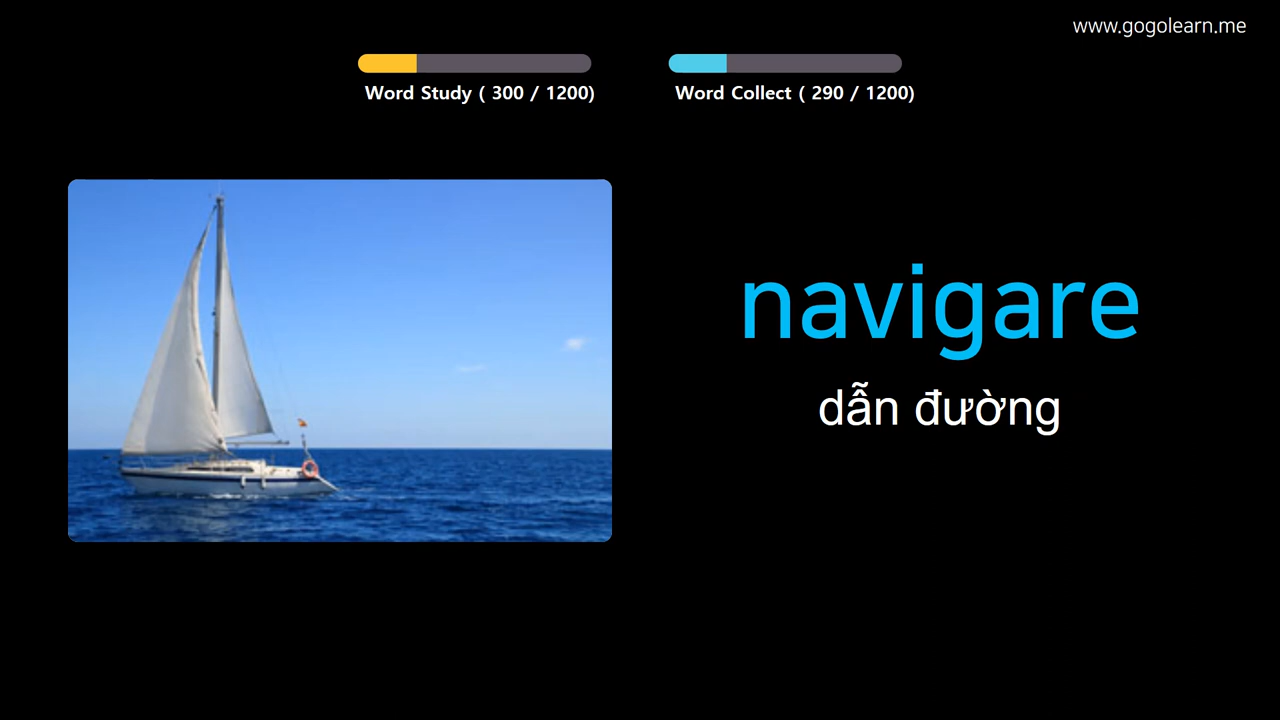 www.gogolearn.me
Word Study ( 300 / 1200)
Word Collect ( 290 / 1200)
navigare
dẫn đường